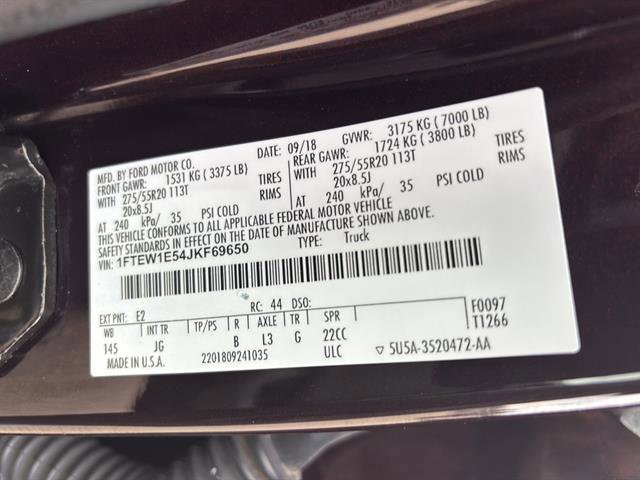 MFD. BY FORD MOTOR CO.
DATE: 09/18 GVWR: 3175 KG ( 7000 LB)
FRONT GAWR: 1531 KG ( 3375 LB) REAR GAWR: 1724 KG ( 3800 LB)
WITH 275/55R20 113T TIRES WITH 275/55R20 113T TIRES
20x8.5J RIMS 20x8.5J RIMS
AT 240 kPa/ 35 PSI COLD AT 240 kPa/ 35 PSI COLD
THIS VEHICLE CONFORMS TO ALL APPLICABLE FEDERAL MOTOR VEHICLE
SAFETY STANDARDS IN EFFECT ON THE DATE OF MANUFACTURE SHOWN ABOVE.
1FTEW1E54JKF69650 TYPE: Truck
EXT PNT: E2 RC: 44 DSO: F0097
WB INT TR TP/PS R AXLE TR SPR T1266
145 JG B L3 G 22CC
MADE IN U.S.A. 2201809241035 ULC ▽ 5U5A-3520472-AA